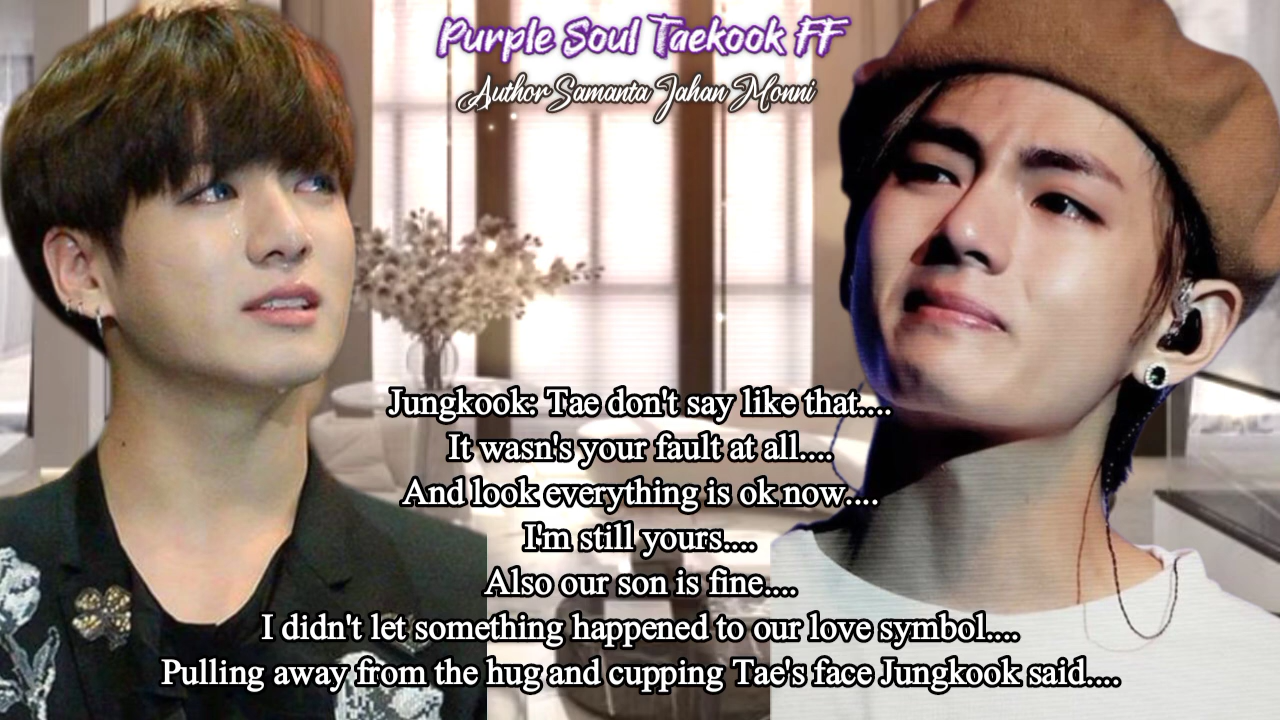 Purple Soul Taekook FF
Author Samanta Jahan Monni
Jungkook: Tae don't say like that....
It wasn's your fault at all....
And look everything is ok now....
I'm still yours....
Also our son is fine....
I didn't let something happened to our love symbol....
Pulling away from the hug and cupping Tae's face Jungkook said....